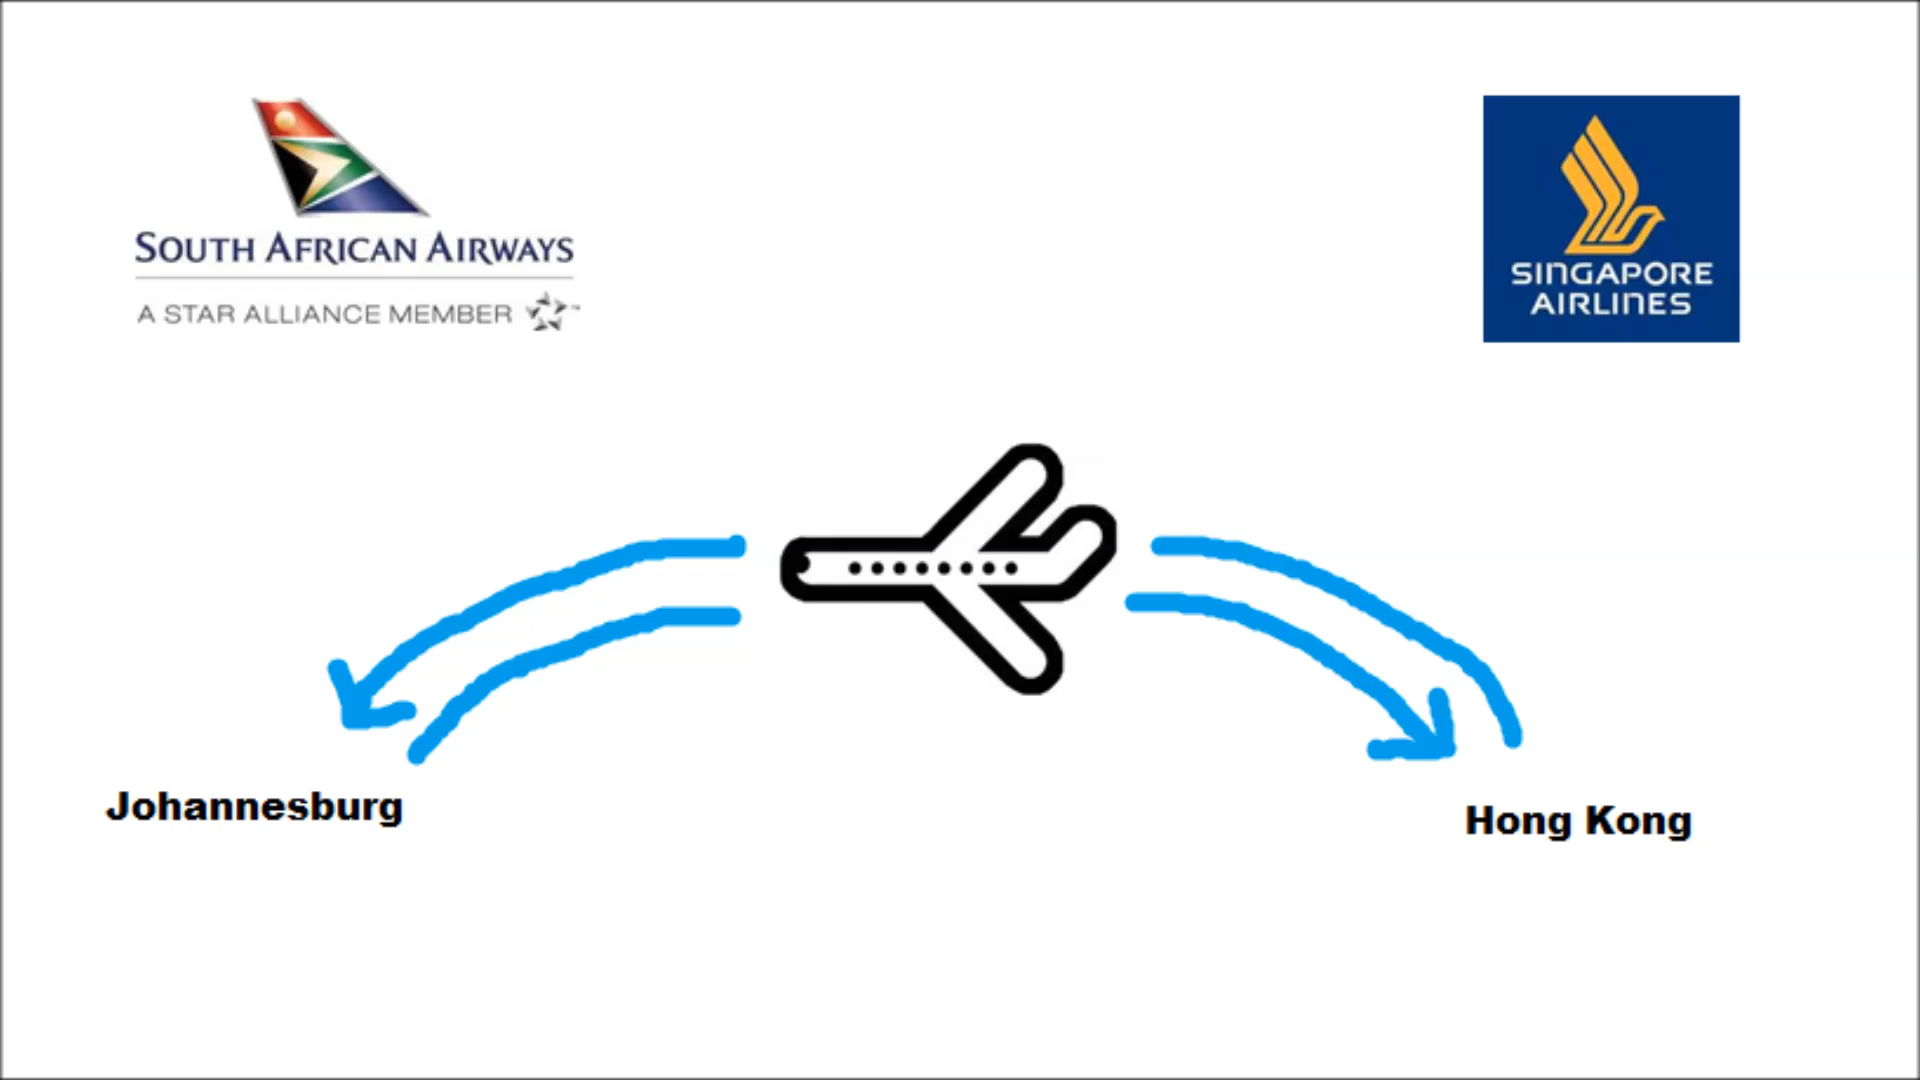 SOUTH AFRICAN AIRWAYS
A STAR ALLIANCE MEMBER
SINGAPORE
AIRLINES
Johannesburg
Hong Kong